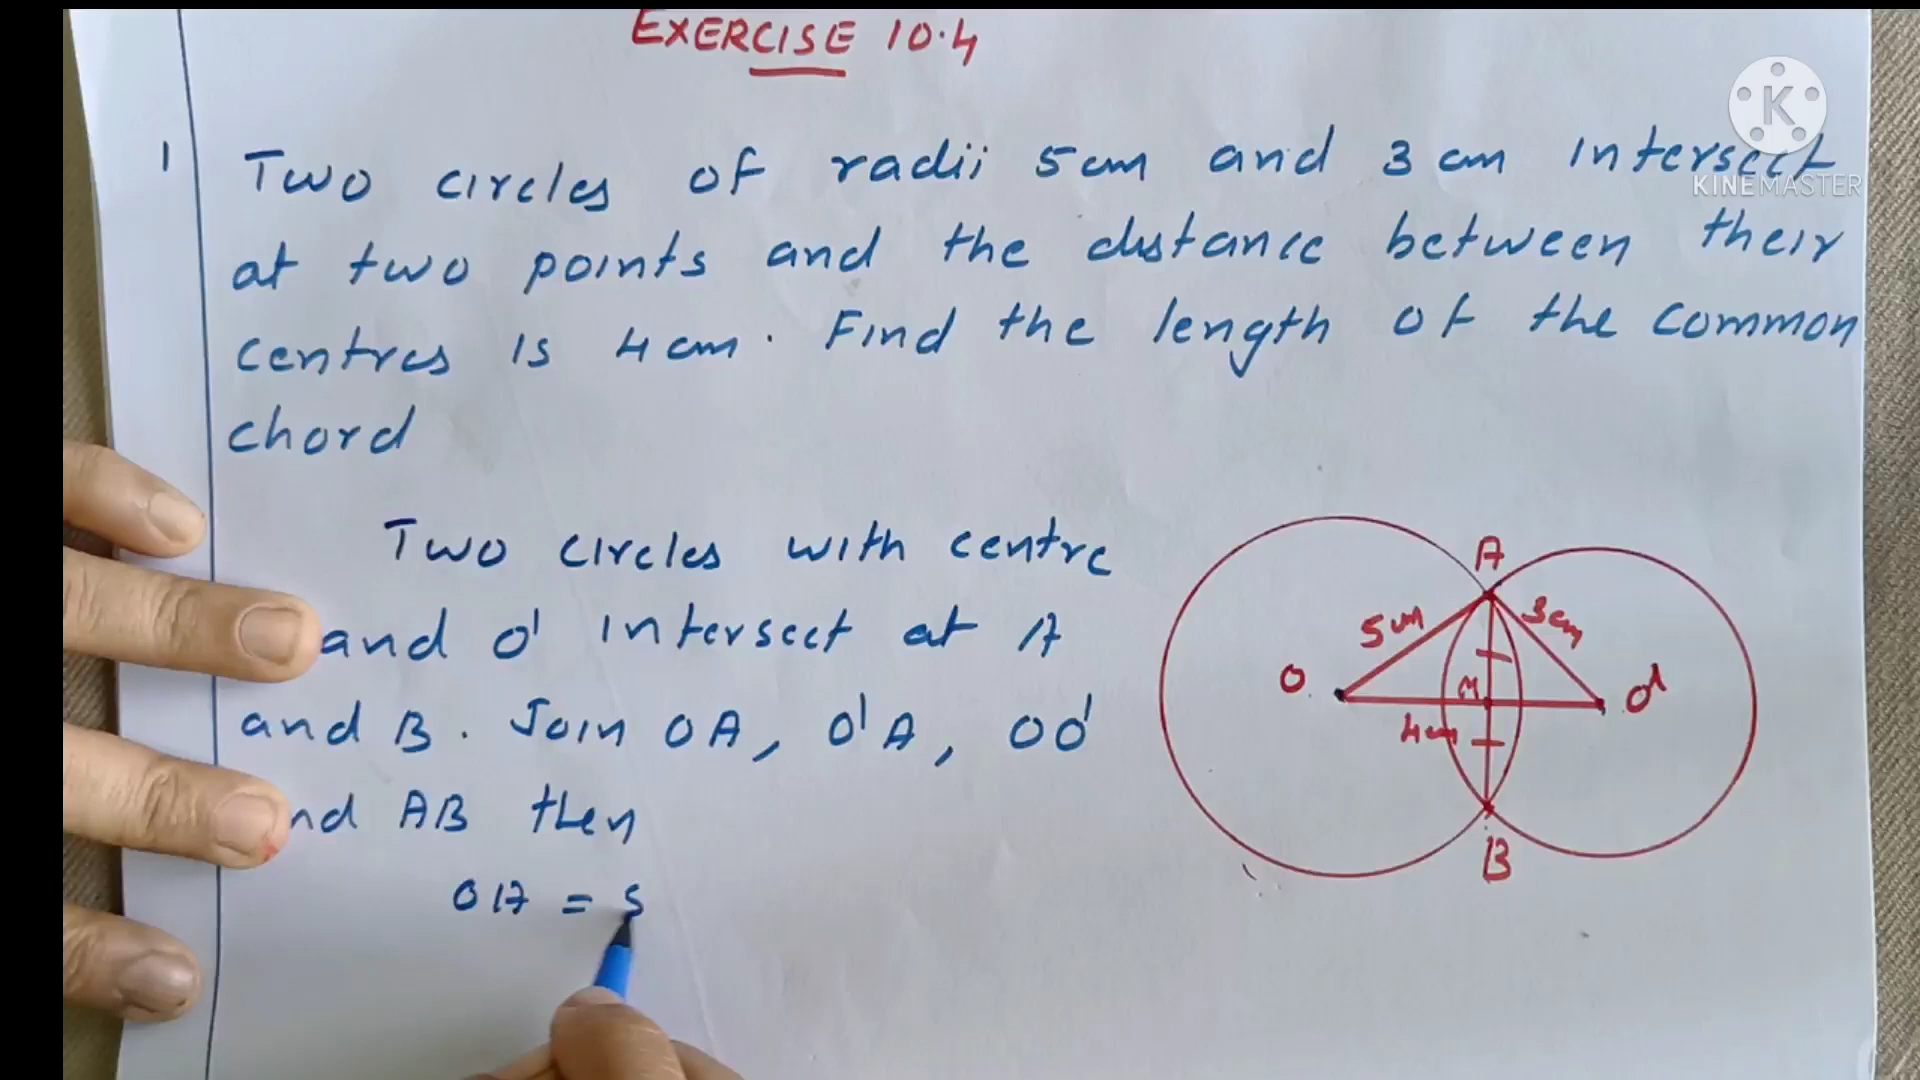 EXERCISE 10.4
1 Two circles of radii 5cm and 3 cm intersect
at two points and the distance between their
centres is 4 cm. Find the length of the common
chord
Two circles with centre
and O' intersect at A
and B. Join OA, O'A, OO'
nd AB then
OA = 5
A
5cm
3cm
O
M
O'
4cm
B
K
KINEMASTER